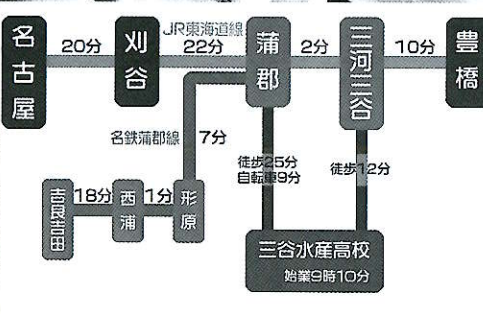 JR東海道線
名古屋
20分
刈谷
22分
蒲郡
2分
三河三谷
10分
豊橋
名鉄蒲郡線
7分
吉良吉田
18分
西浦
1分
形原
徒歩25分
自転車9分
徒歩12分
三谷水産高校
始業9時10分